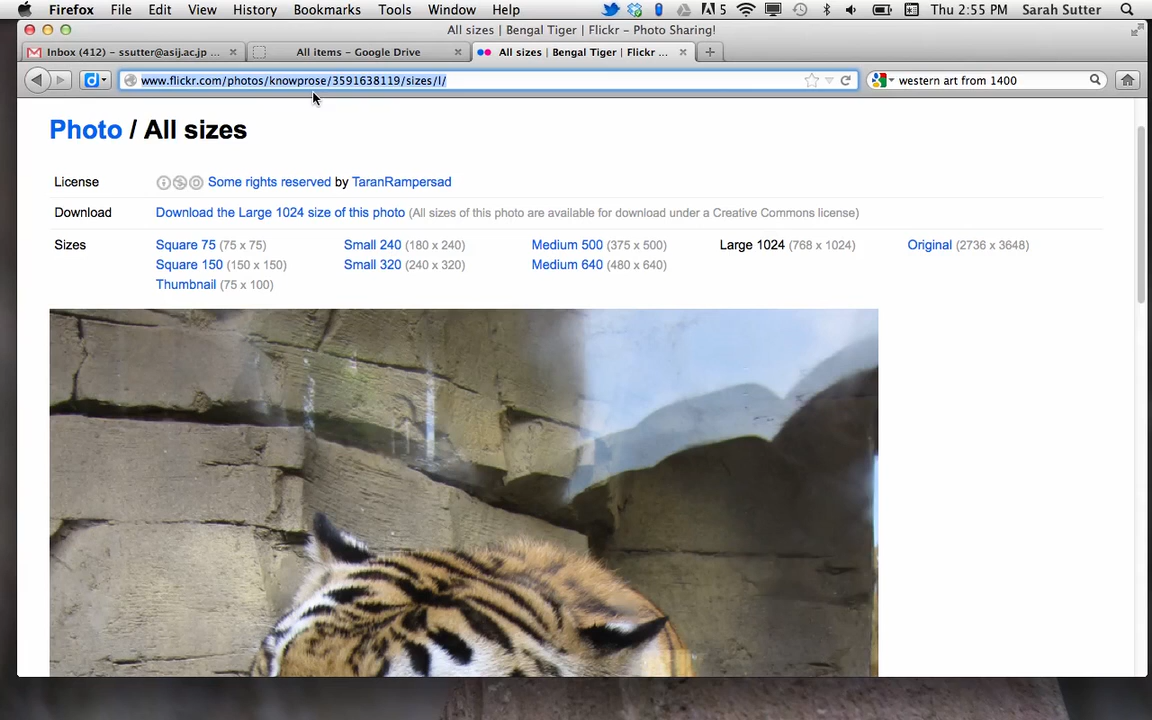 Firefox File Edit View History Bookmarks Tools Window Help 5 Thu 2:55 PM Sarah Sutter
All sizes | Bengal Tiger | Flickr – Photo Sharing!
Inbox (412) – ssutter@asij.ac.jp ... All items – Google Drive All sizes | Bengal Tiger | Flickr ...
www.flickr.com/photos/knowprose/3591638119/sizes/l/ western art from 1400
Photo / All sizes
License Some rights reserved by TaranRampersad
Download Download the Large 1024 size of this photo (All sizes of this photo are available for download under a Creative Commons license)
Sizes Square 75 (75 x 75) Small 240 (180 x 240) Medium 500 (375 x 500) Large 1024 (768 x 1024) Original (2736 x 3648)
Square 150 (150 x 150) Small 320 (240 x 320) Medium 640 (480 x 640)
Thumbnail (75 x 100)